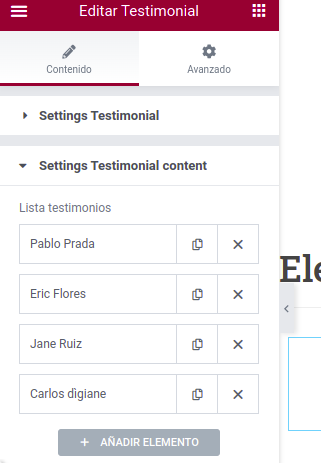 Editar Testimonial
Contenido
Avanzado
Settings Testimonial
Settings Testimonial content
Lista testimonios
Pablo Prada
Eric Flores
Jane Ruiz
Carlos digiane
Ele
AÑADIR ELEMENTO